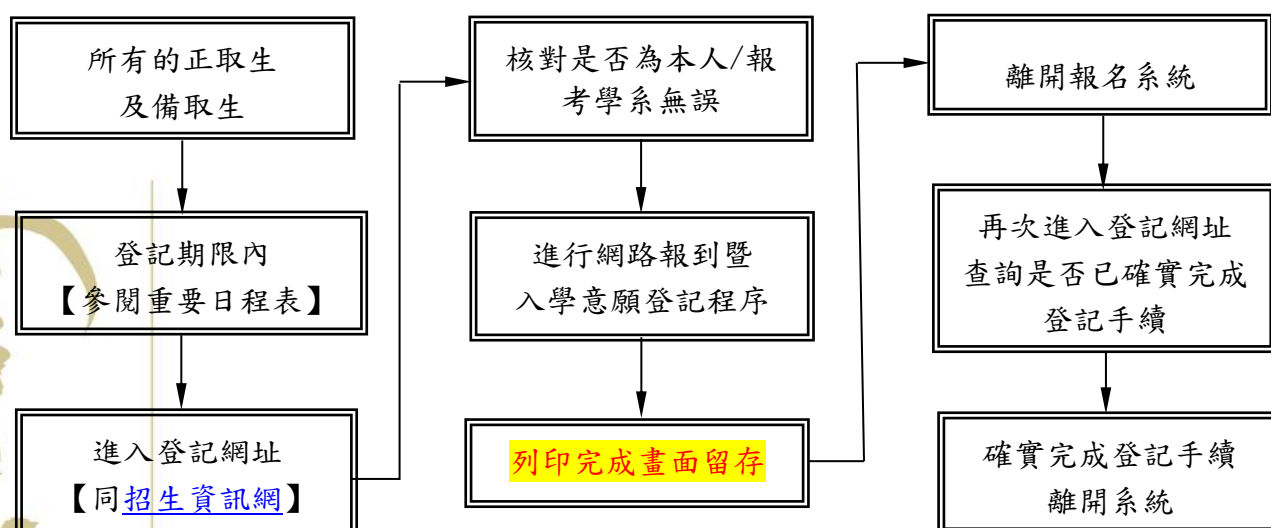 所有的正取生
及備取生
登記期限內
【參閱重要日程表】
進入登記網址
【同招生資訊網】
核對是否為本人/報
考學系無誤
進行網路報到暨
入學意願登記程序
列印完成畫面留存
離開報名系統
再次進入登記網址
查詢是否已確實完成
登記手續
確實完成登記手續
離開系統